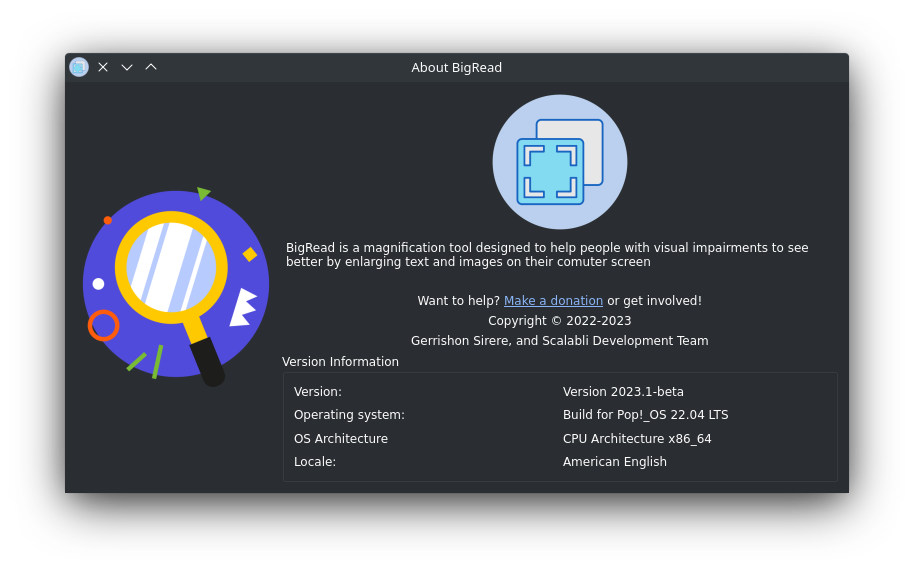 About BigRead
BigRead is a magnification tool designed to help people with visual impairments to see
better by enlarging text and images on their comuter screen
Want to help? Make a donation or get involved!
Copyright © 2022-2023
Gerrishon Sirere, and Scalabli Development Team
Version Information
Version: Version 2023.1-beta
Operating system: Build for Pop!_OS 22.04 LTS
OS Architecture CPU Architecture x86_64
Locale: American English